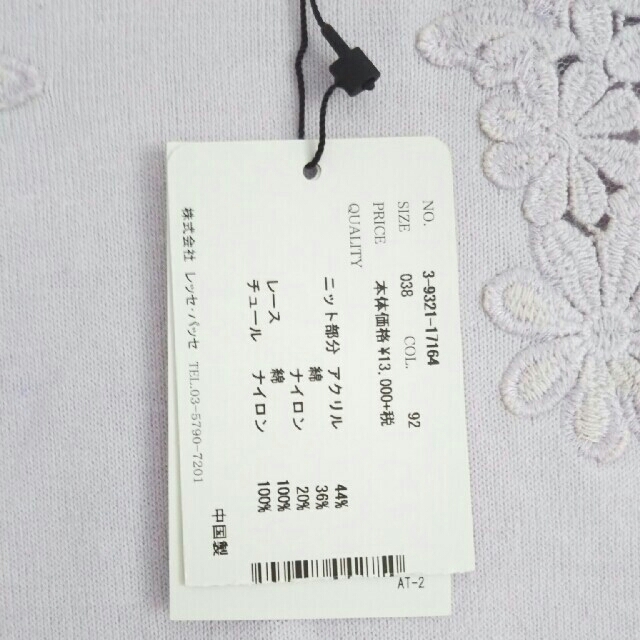 NO. 3-9321-17164
SIZE 038 COL. 92
PRICE 本体価格 ¥13,000+税
QUALITY
ニット部分 アクリル 44%
綿 36%
ナイロン 20%
レース 綿 100%
チュール ナイロン 100%
中国製
株式会社 レッセ・パッセ TEL.03-5790-7201
AT-2